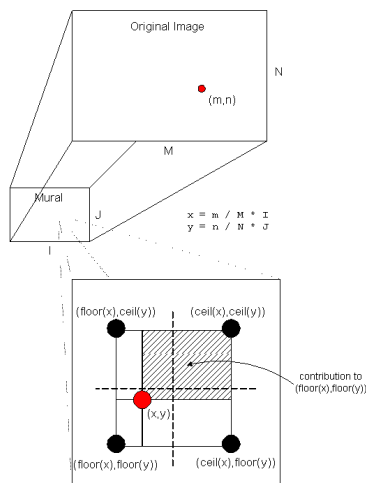 Original Image
N
(m,n)
M
Mural
J
I
x = m / M * I
y = n / N * J
(floor(x),ceil(y))
(ceil(x),ceil(y))
contribution to
(floor(x),floor(y))
(x,y)
(floor(x),floor(y))
(ceil(x),floor(y))